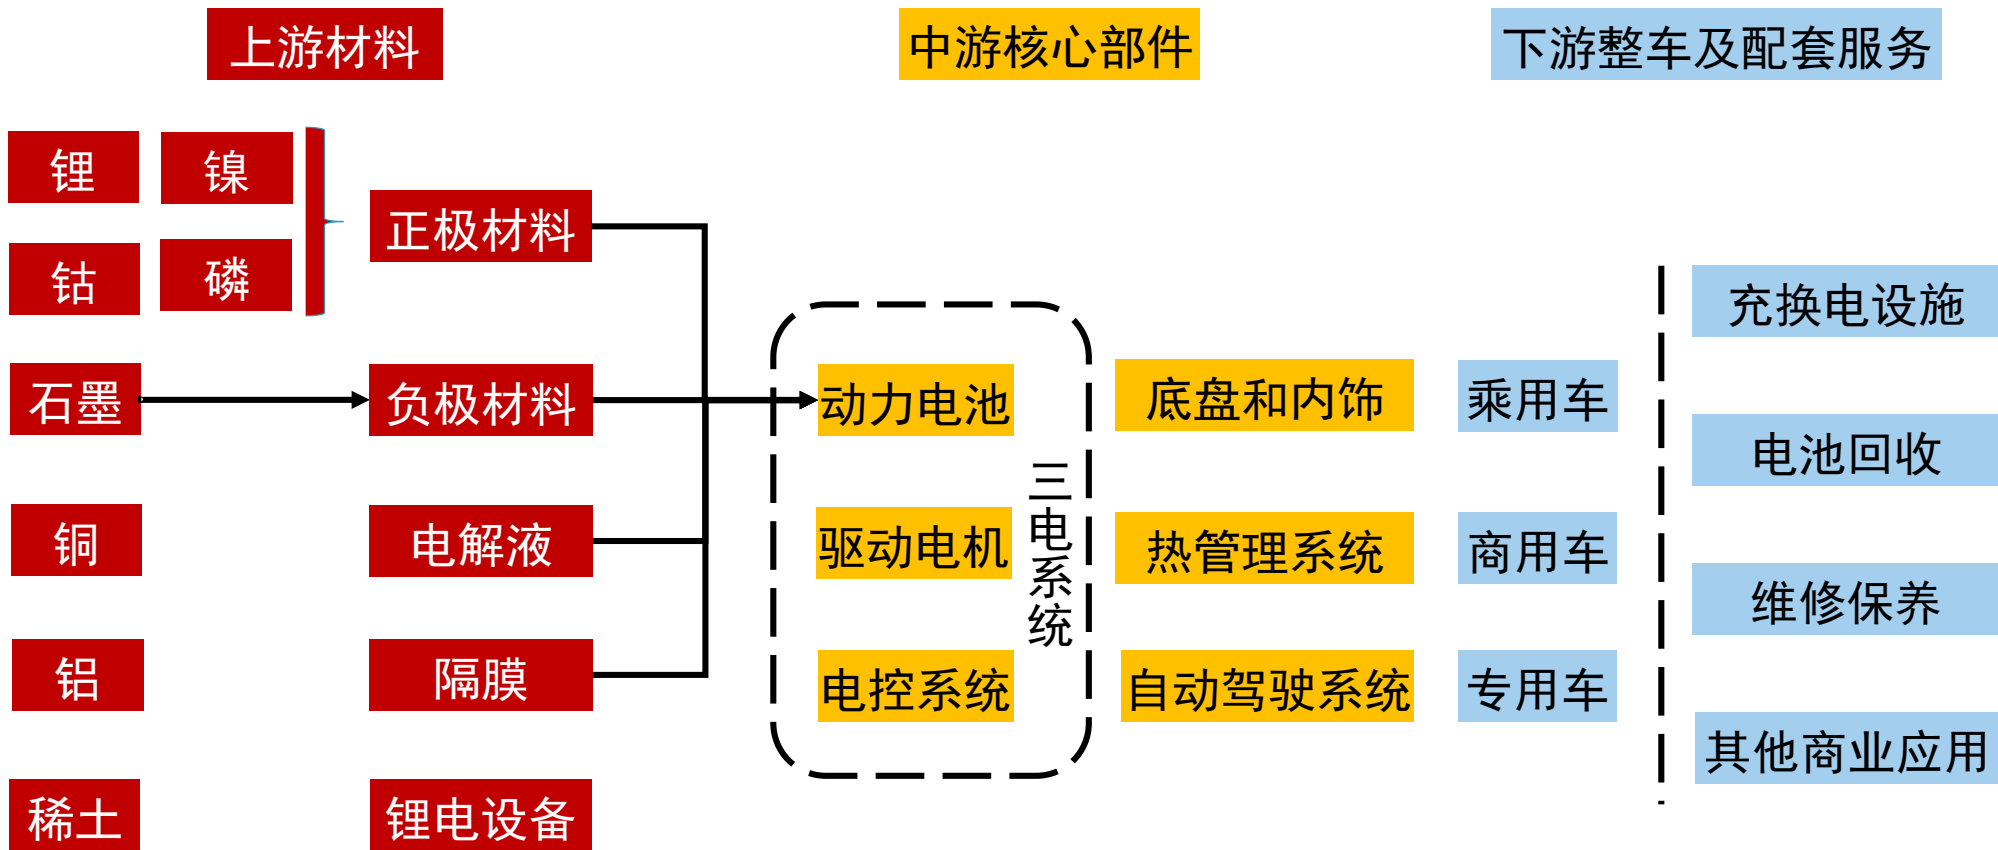 上游材料
中游核心部件
下游整车及配套服务
锂
镍
钴
磷
正极材料
石墨
负极材料
铜
电解液
铝
隔膜
稀土
锂电设备
动力电池
驱动电机
电控系统
三电系统
底盘和内饰
热管理系统
自动驾驶系统
乘用车
商用车
专用车
充换电设施
电池回收
维修保养
其他商业应用